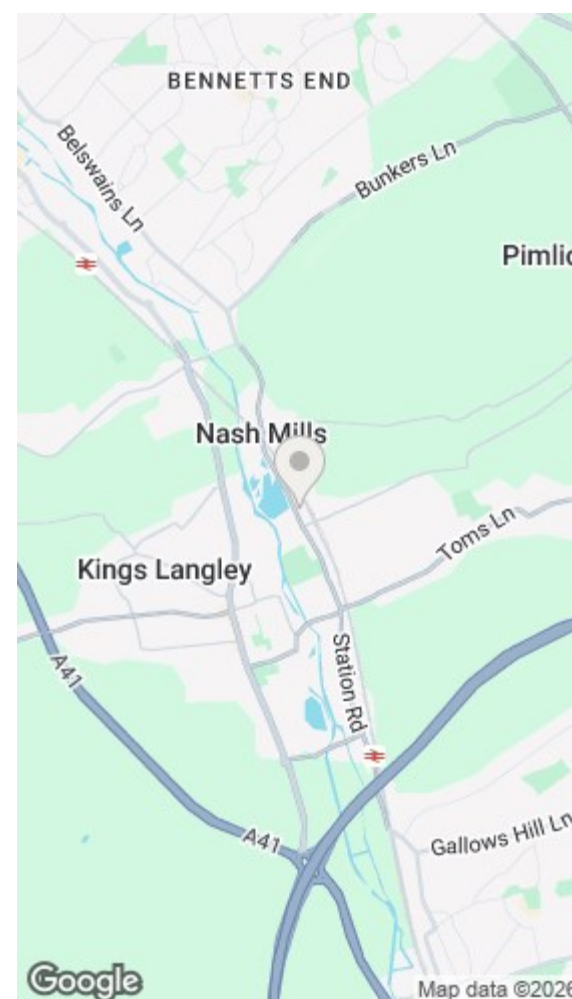 BENNETTS END
Belswains Ln
Bunkers Ln
Pimlic
Nash Mills
Toms Ln
Kings Langley
A41
Station Rd
Gallows Hill Ln
A41
Google
Map data ©2026